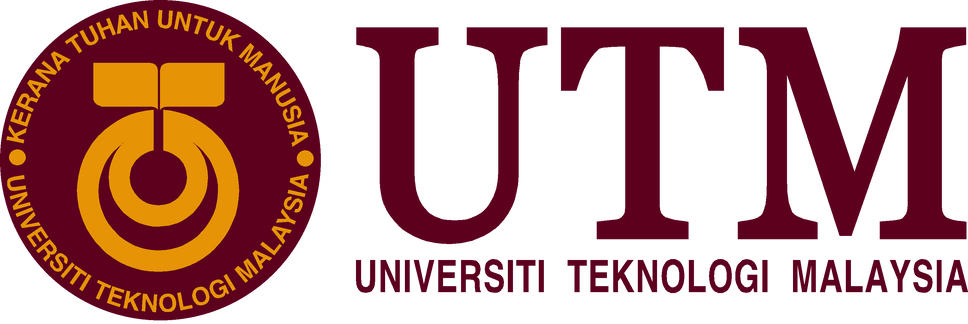 KERANA TUHAN UNTUK MANUSIA
UNIVERSITI TEKNOLOGI MALAYSIA
UTM
UNIVERSITI TEKNOLOGI MALAYSIA